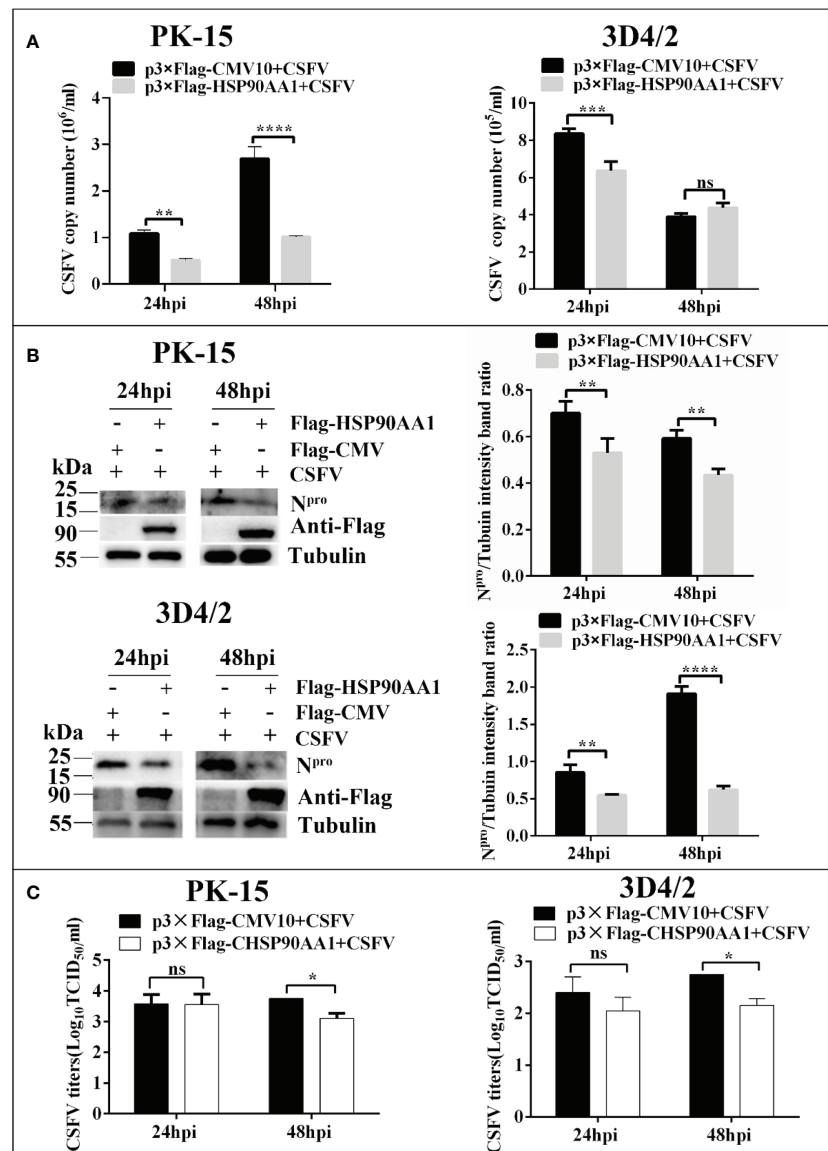 A
PK-15
p3×Flag-CMV10+CSFV
p3×Flag-HSP90AA1+CSFV
CSFV copy number (10⁶/ml)
4
3
2
1
0
**
****
24hpi
48hpi
3D4/2
p3×Flag-CMV10+CSFV
p3×Flag-HSP90AA1+CSFV
CSFV copy number (10⁵/ml)
10
8
6
4
2
0
***
ns
24hpi
48hpi
B
PK-15
24hpi 48hpi
- + - + Flag-HSP90AA1
+ - + - Flag-CMV
+ + + + CSFV
kDa
25
15
Nᵖʳᵒ
90
Anti-Flag
55
Tubulin
p3×Flag-CMV10+CSFV
p3×Flag-HSP90AA1+CSFV
Nᵖʳᵒ/Tubuin intensity band ratio
0.8
0.6
0.4
0.2
0.0
**
**
24hpi
48hpi
3D4/2
24hpi 48hpi
- + - + Flag-HSP90AA1
+ - + - Flag-CMV
+ + + + CSFV
kDa
25
15
Nᵖʳᵒ
90
Anti-Flag
55
Tubulin
p3×Flag-CMV10+CSFV
p3×Flag-HSP90AA1+CSFV
Nᵖʳᵒ/Tubuin intensity band ratio
2.5
2.0
1.5
1.0
0.5
0.0
**
****
24hpi
48hpi
C
PK-15
p3×Flag-CMV10+CSFV
p3×Flag-CHSP90AA1+CSFV
CSFV titers(Log₁₀TCID₅₀/ml)
5
4
3
2
1
0
ns
*
24hpi
48hpi
3D4/2
p3×Flag-CMV10+CSFV
p3×Flag-CHSP90AA1+CSFV
CSFV titers(Log₁₀TCID₅₀/ml)
3
2
1
0
ns
*
24hpi
48hpi